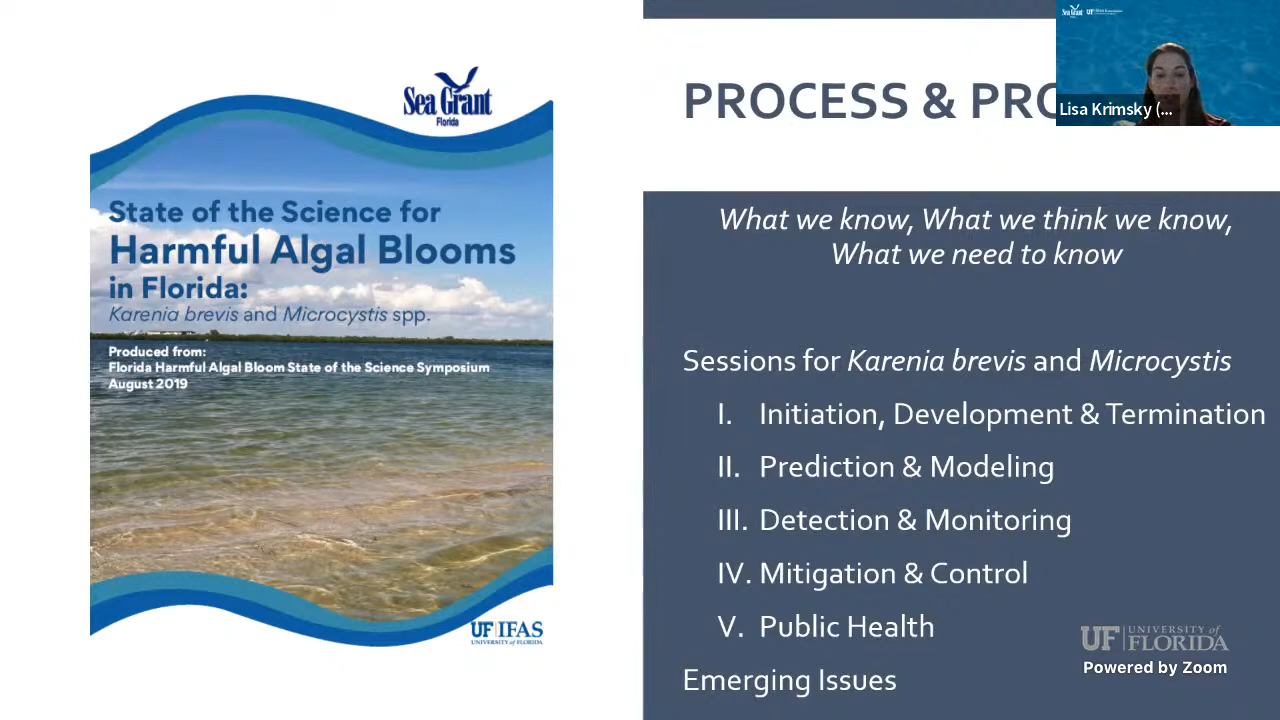 Sea Grant
Florida
State of the Science for
Harmful Algal Blooms
in Florida:
Karenia brevis and Microcystis spp.
Produced from:
Florida Harmful Algal Bloom State of the Science Symposium
August 2019
UF IFAS
UNIVERSITY of FLORIDA
PROCESS & PRO
Sea Grant
UF
Lisa Krimsky (...
What we know, What we think we know,
What we need to know
Sessions for Karenia brevis and Microcystis
I. Initiation, Development & Termination
II. Prediction & Modeling
III. Detection & Monitoring
IV. Mitigation & Control
V. Public Health
Emerging Issues
UF UNIVERSITY of
FLORIDA
Powered by Zoom